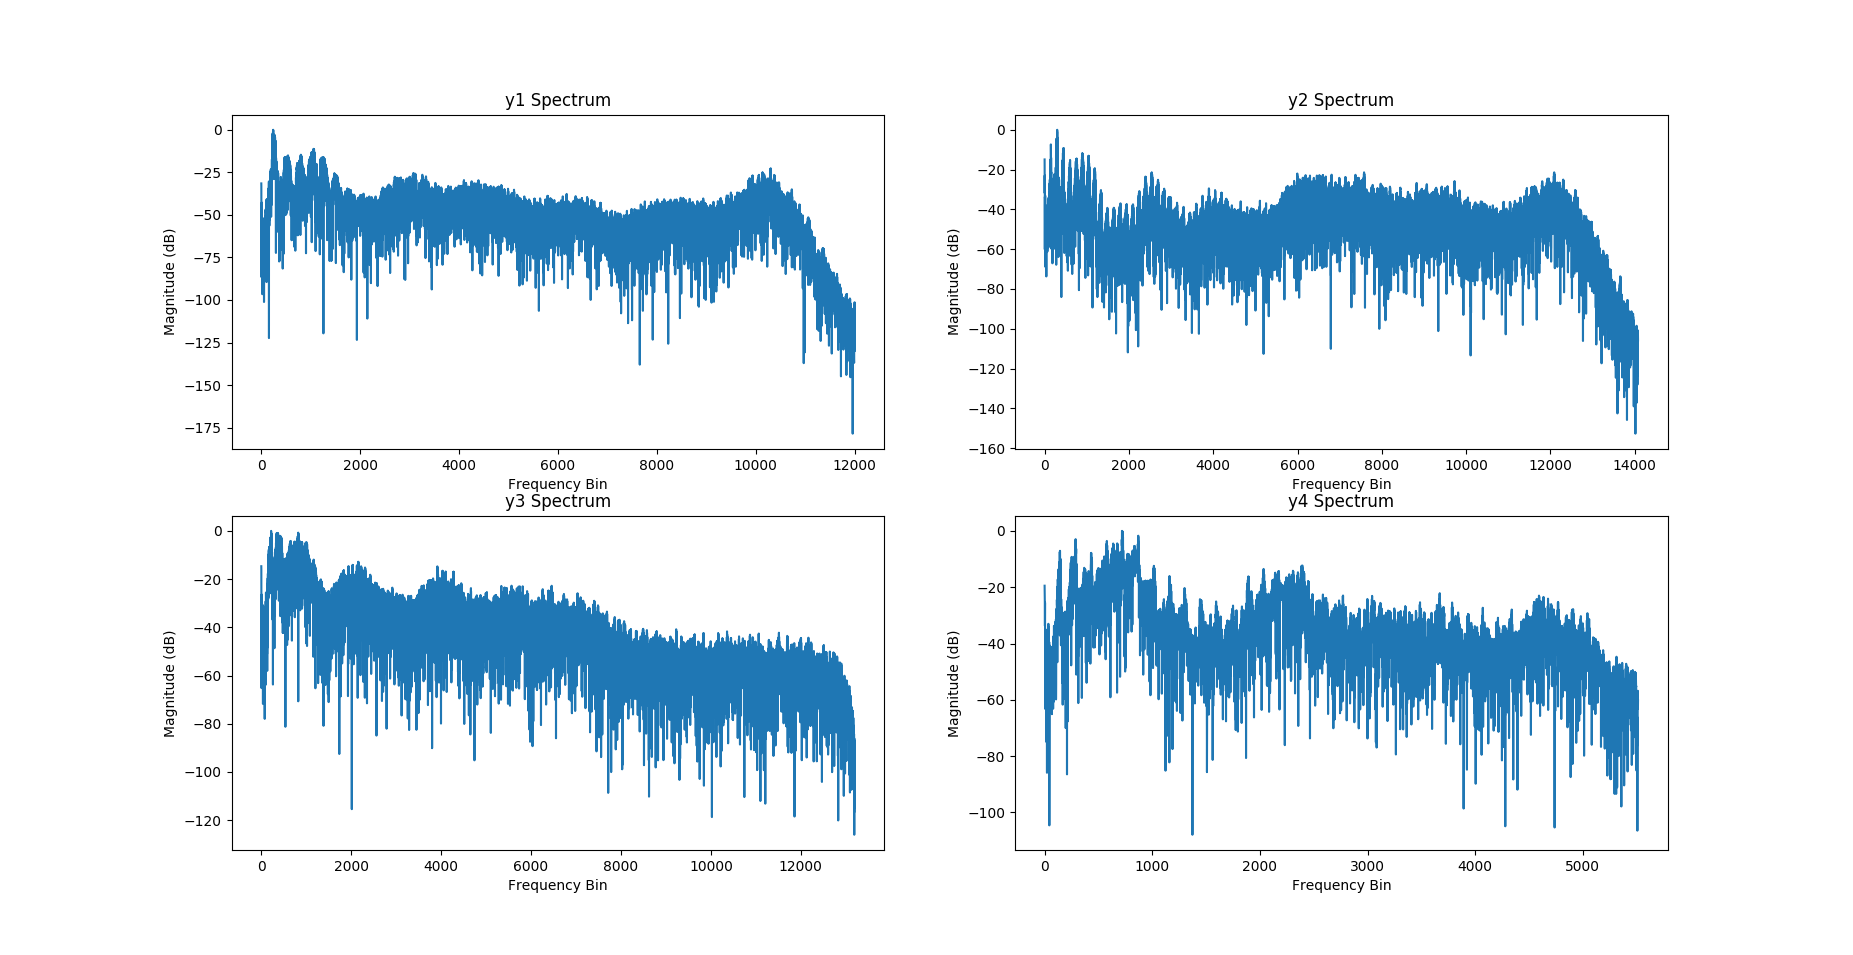 y1 Spectrum
0
−25
−50
−75
−100
−125
−150
−175
Magnitude (dB)
0 2000 4000 6000 8000 10000 12000
Frequency Bin
y2 Spectrum
0
−20
−40
−60
−80
−100
−120
−140
−160
Magnitude (dB)
0 2000 4000 6000 8000 10000 12000 14000
Frequency Bin
y3 Spectrum
0
−20
−40
−60
−80
−100
−120
Magnitude (dB)
0 2000 4000 6000 8000 10000 12000
Frequency Bin
y4 Spectrum
0
−20
−40
−60
−80
−100
Magnitude (dB)
0 1000 2000 3000 4000 5000
Frequency Bin